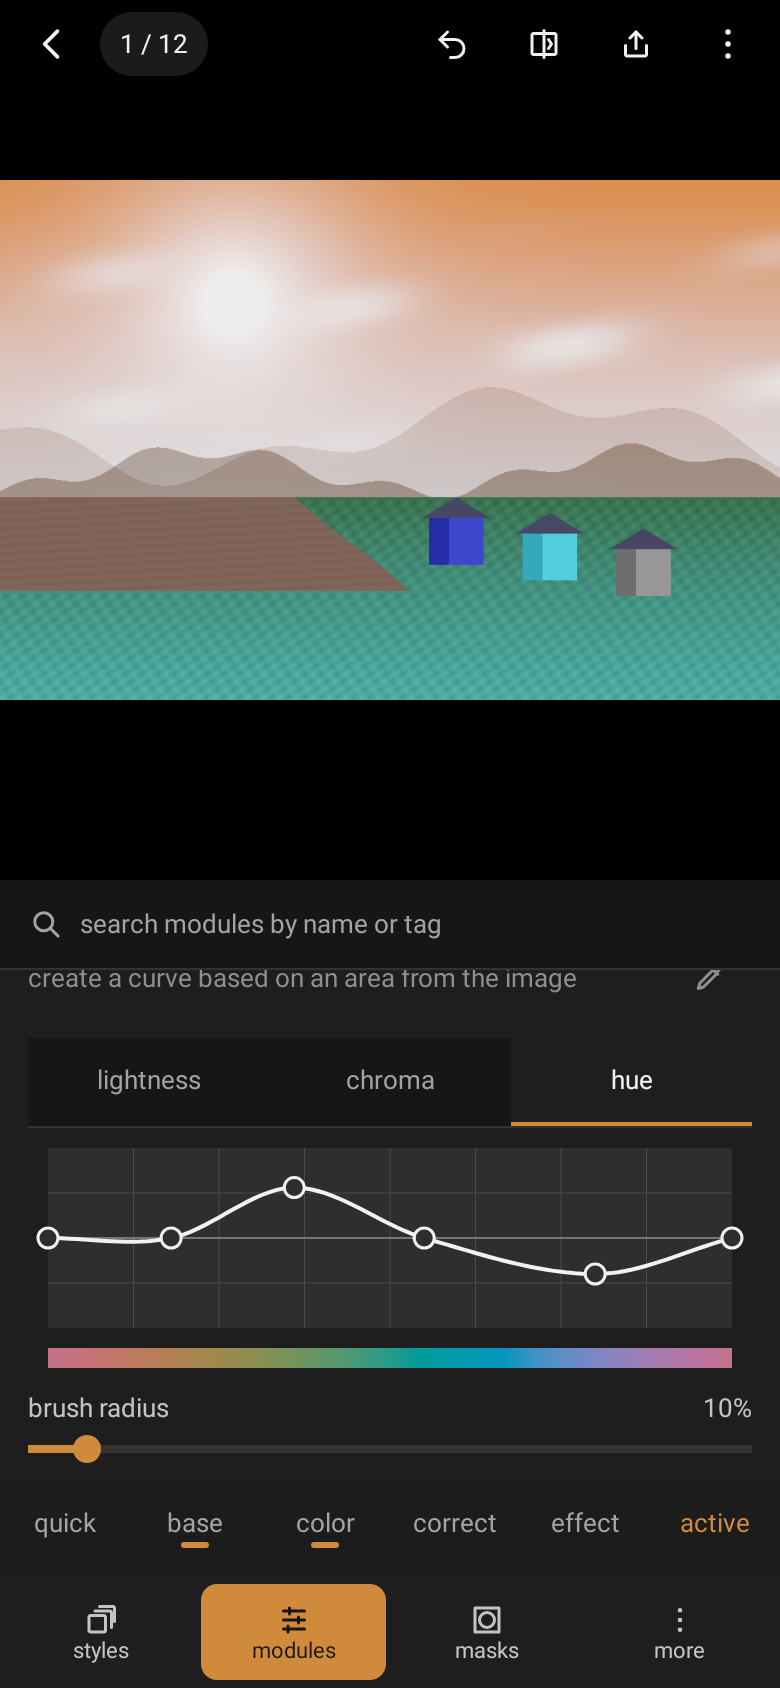 1 / 12
search modules by name or tag
create a curve based on an area from the image
lightness chroma hue
brush radius 10%
quick base color correct effect active
styles modules masks more